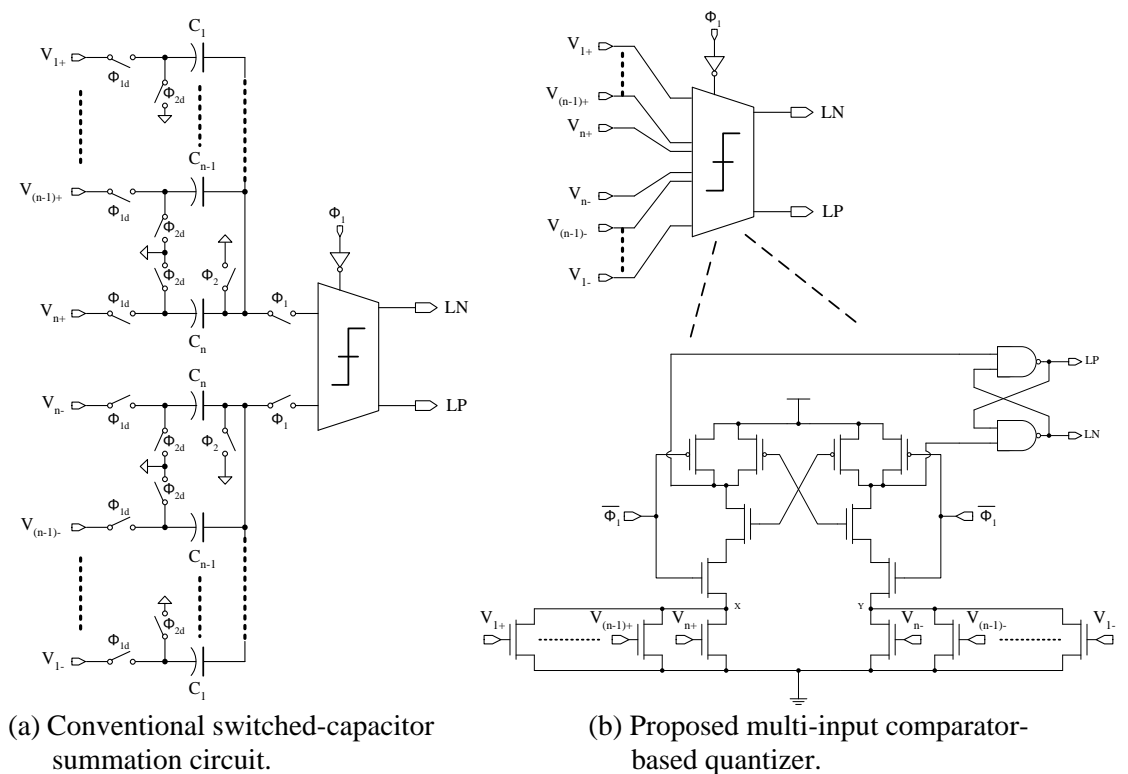 V1+
Φ1d
Φ2d
C1
V(n-1)+
Φ1d
Φ2d
Cn-1
Vn+
Φ1d
Φ2d
Cn
Φ2
Φ1
Φ1
LN
LP
Vn-
Φ1d
Φ2d
Cn
Φ2
Φ1
V(n-1)-
Φ1d
Φ2d
Cn-1
V1-
Φ1d
Φ2d
C1
(a) Conventional switched-capacitor
summation circuit.
Φ1
V1+
V(n-1)+
Vn+
Vn-
V(n-1)-
V1-
LN
LP
LP
LN
Φ1
Φ1
X
Y
V1+
V(n-1)+
Vn+
Vn-
V(n-1)-
V1-
(b) Proposed multi-input comparator-
based quantizer.